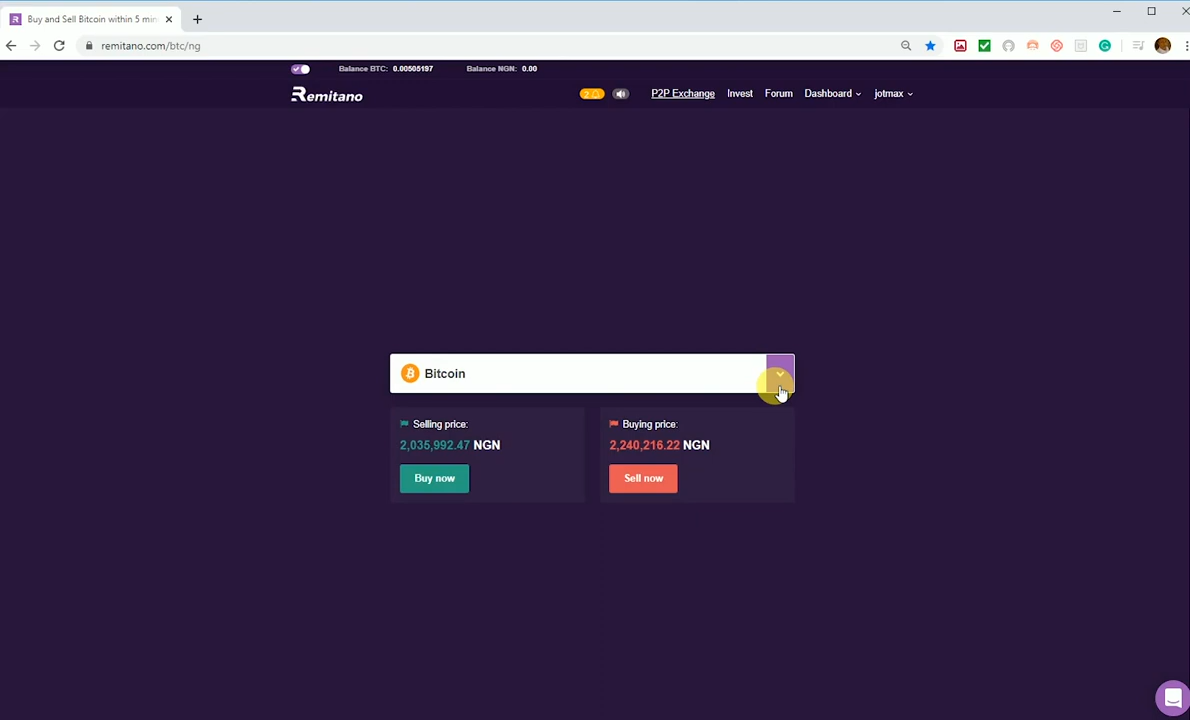 Buy and Sell Bitcoin within 5 min
remitano.com/btc/ng
Balance BTC: 0.00505197 Balance NGN: 0.00
Remitano
2 P2P Exchange Invest Forum Dashboard jotmax
Bitcoin
Selling price: Buying price:
2,035,992.47 NGN 2,240,216.22 NGN
Buy now Sell now